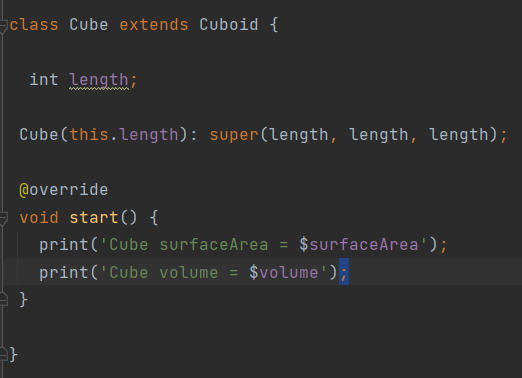 class Cube extends Cuboid {
int length;
Cube(this.length): super(length, length, length);
@override
void start() {
print('Cube surfaceArea = $surfaceArea');
print('Cube volume = $volume');
}
}